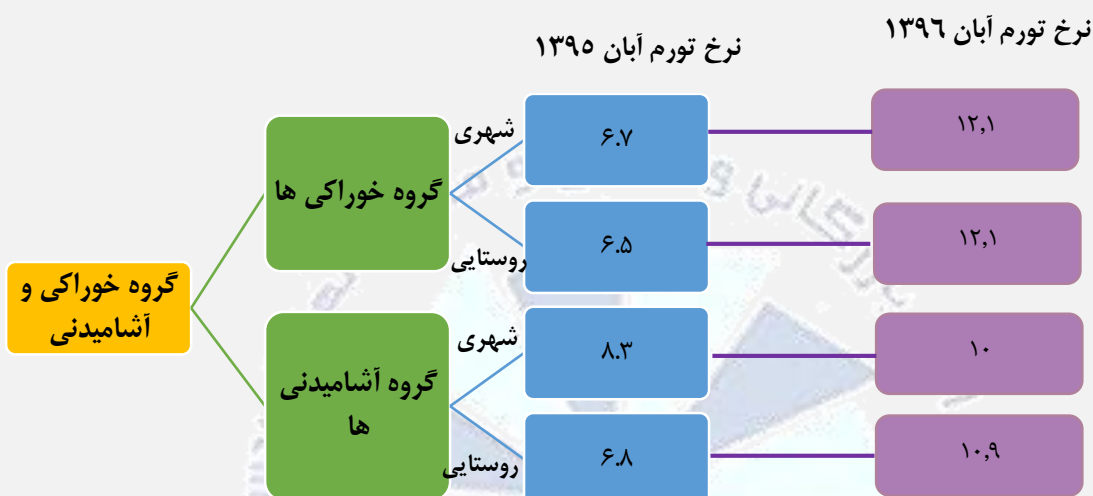 نرخ تورم آبان ۱۳۹۶
نرخ تورم آبان ۱۳۹۵
شهری
۶.۷
۱۲,۱
گروه خوراکی ها
روستایی
۶.۵
۱۲,۱
گروه خوراکی و
آشامیدنی
شهری
۸.۳
۱۰
گروه آشامیدنی
ها
روستایی
۶.۸
۱۰,۹